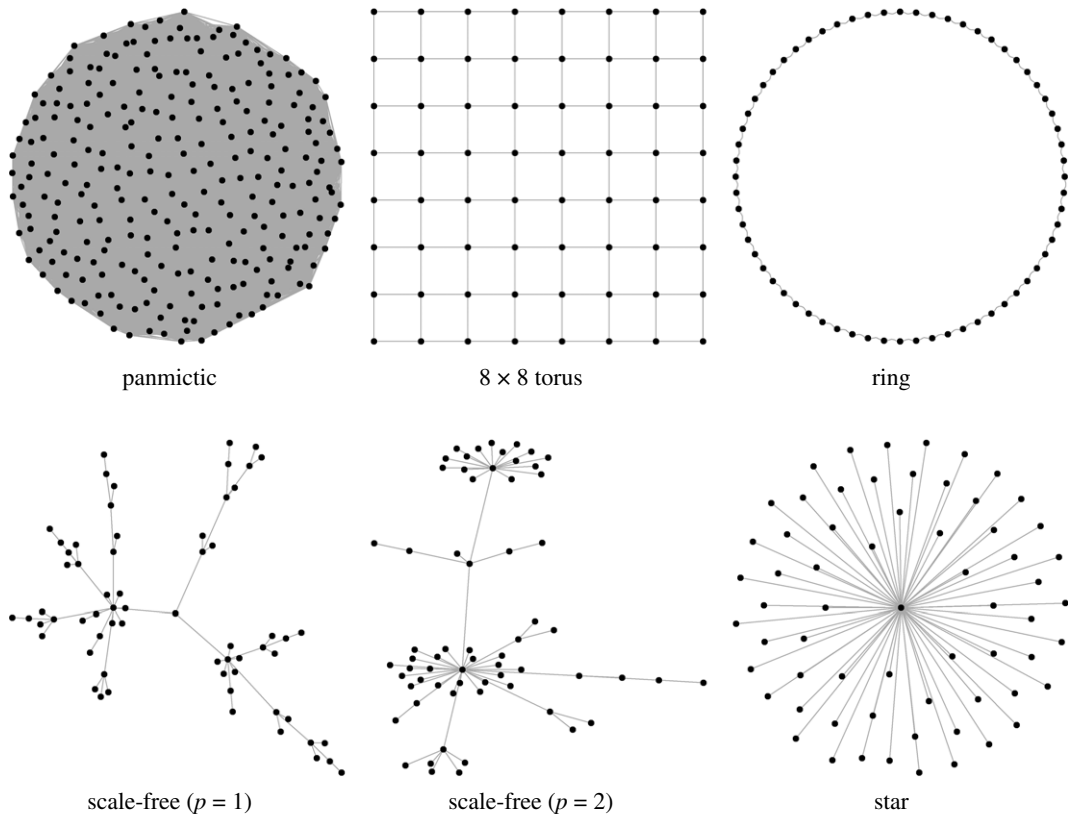 panmictic
8 × 8 torus
ring
scale-free (p = 1)
scale-free (p = 2)
star